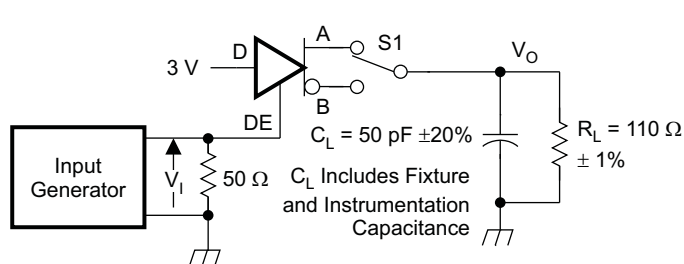 A
S1
D
3 V
V_O
B
DE
C_L = 50 pF ±20%
R_L = 110 Ω
± 1%
Input
Generator
V_I
50 Ω
C_L Includes Fixture
and Instrumentation
Capacitance